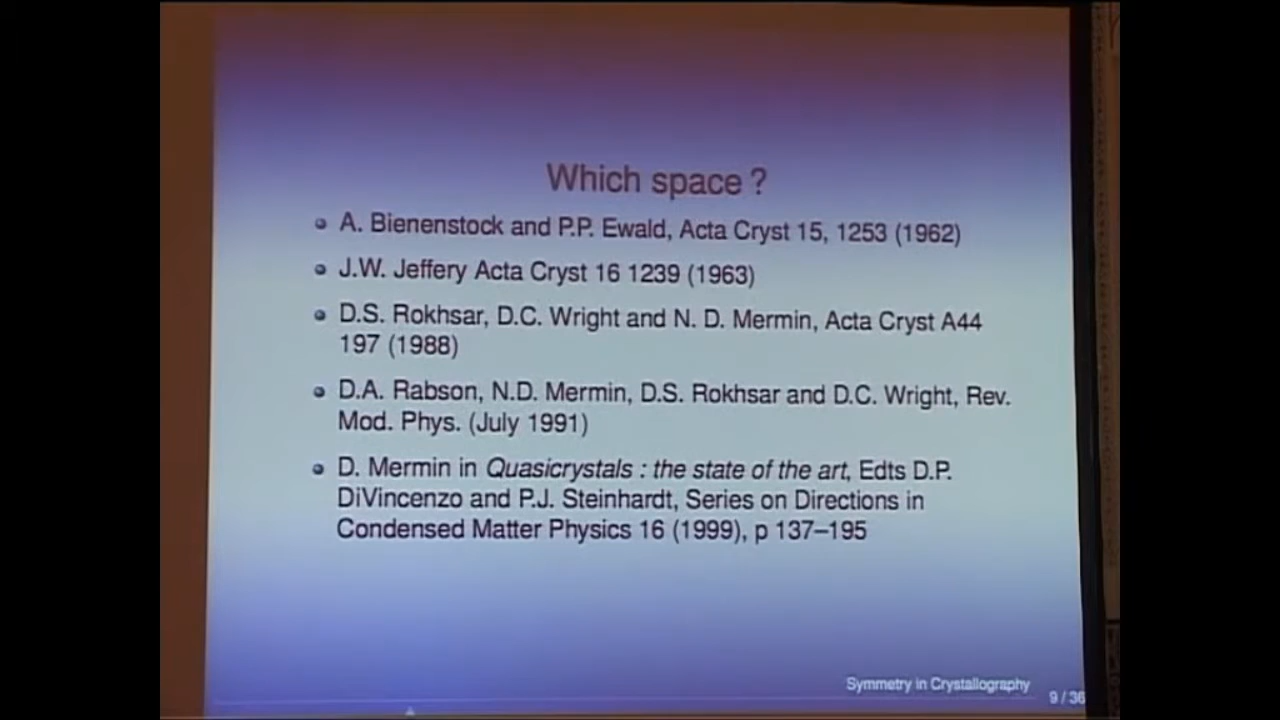 Which space ?
A. Bienenstock and P.P. Ewald, Acta Cryst 15, 1253 (1962)
J.W. Jeffery Acta Cryst 16 1239 (1963)
D.S. Rokhsar, D.C. Wright and N. D. Mermin, Acta Cryst A44
197 (1988)
D.A. Rabson, N.D. Mermin, D.S. Rokhsar and D.C. Wright, Rev.
Mod. Phys. (July 1991)
D. Mermin in Quasicrystals : the state of the art, Edts D.P.
DiVincenzo and P.J. Steinhardt, Series on Directions in
Condensed Matter Physics 16 (1999), p 137–195
Symmetry in Crystallography
9 / 36